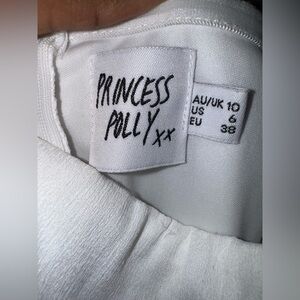 PRINCESS
POLLY xx
AU/UK 10
US 6
EU 38